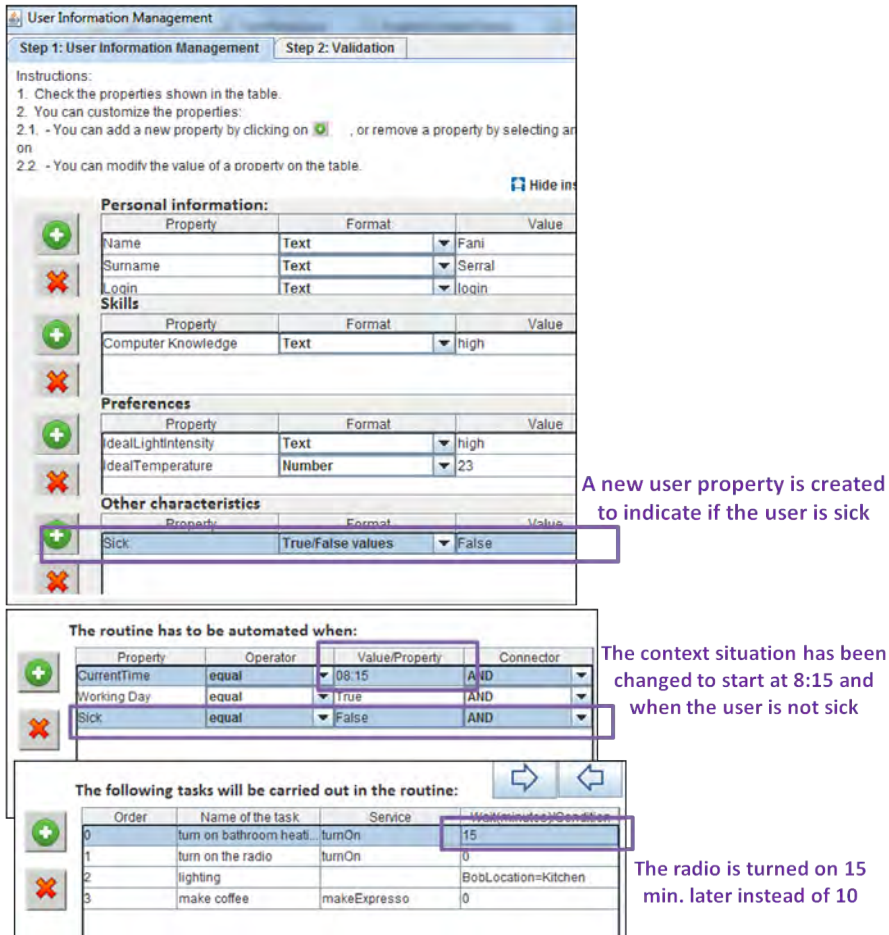 User Information Management
Step 1: User Information Management Step 2: Validation
Instructions:
1. Check the properties shown in the table.
2. You can customize the properties:
2.1. - You can add a new property by clicking on , or remove a property by selecting an
on
2.2. - You can modify the value of a property on the table.
Hide ins
Personal information:
Property Format Value
Name Text Fani
Surname Text Serral
Login Text login
Skills
Property Format Value
Computer Knowledge Text high
Preferences
Property Format Value
IdealLightIntensity Text high
IdealTemperature Number 23
Other characteristics
Property Format Value
Sick True/False values False
A new user property is created
to indicate if the user is sick
The routine has to be automated when:
Property Operator Value/Property Connector
CurrentTime equal 08:15 AND
Working Day equal True AND
Sick equal False AND
The context situation has been
changed to start at 8:15 and
when the user is not sick
The following tasks will be carried out in the routine:
Order Name of the task Service Wait(minutes)/Condition
0 turn on bathroom heati... turnOn 15
1 turn on the radio turnOn 0
2 lighting BobLocation=Kitchen
3 make coffee makeExpresso 0
The radio is turned on 15
min. later instead of 10